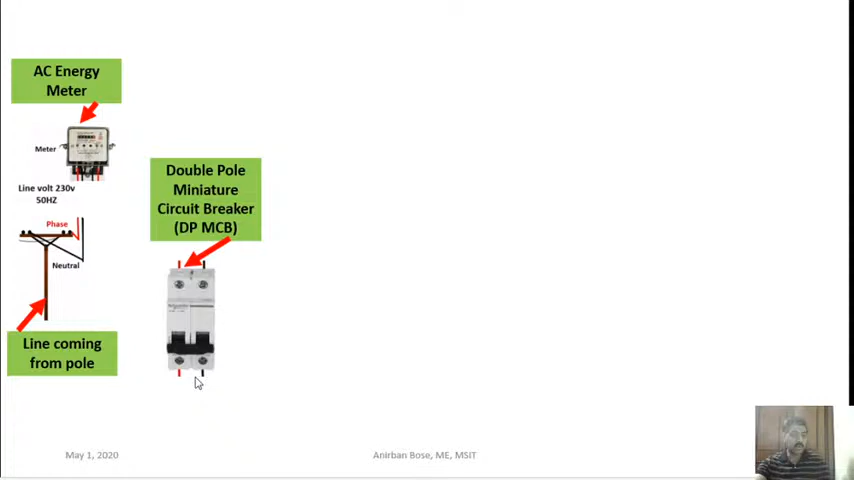 AC Energy
Meter
Meter
Line volt 230v
50HZ
Phase
Neutral
Line coming
from pole
Double Pole
Miniature
Circuit Breaker
(DP MCB)
May 1, 2020
Anirban Bose, ME, MSIT